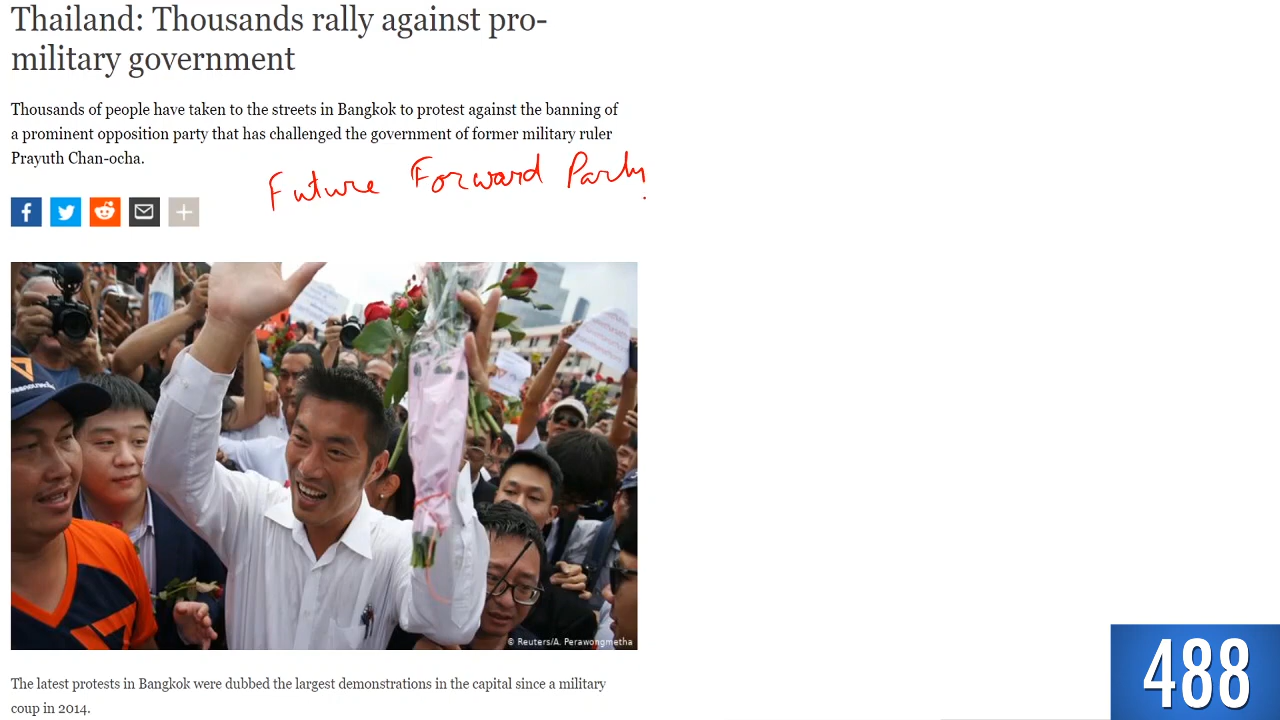 Thailand: Thousands rally against pro-
military government
Thousands of people have taken to the streets in Bangkok to protest against the banning of
a prominent opposition party that has challenged the government of former military ruler
Prayuth Chan-ocha.
Future Forward Party
© Reuters/A. Perawongmetha
The latest protests in Bangkok were dubbed the largest demonstrations in the capital since a military
coup in 2014.
488